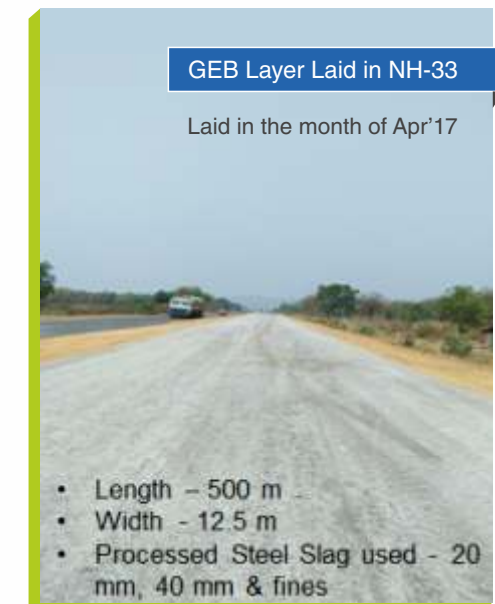 GEB Layer Laid in NH-33
Laid in the month of Apr’17
• Length – 500 m
• Width - 12.5 m
• Processed Steel Slag used - 20
mm, 40 mm & fines